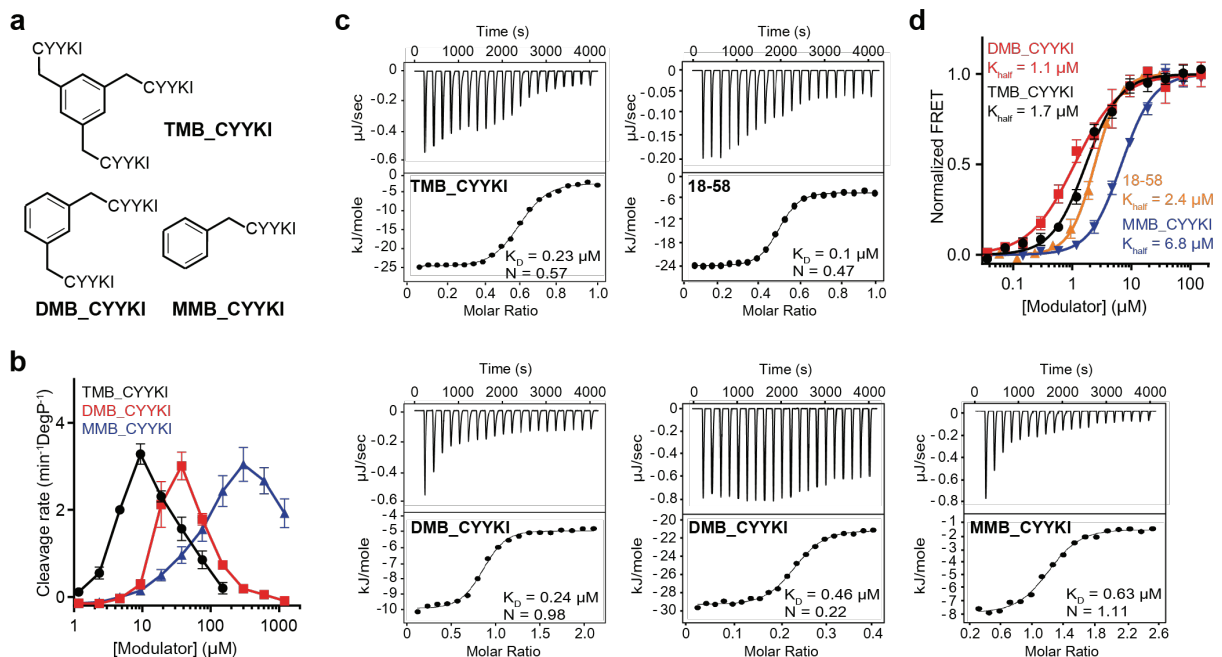 a
CYYKI
CYYKI
CYYKI
TMB_CYYKI
CYYKI
CYYKI
CYYKI
DMB_CYYKI
MMB_CYYKI
b
TMB_CYYKI
DMB_CYYKI
MMB_CYYKI
Cleavage rate (min⁻¹DegP⁻¹)
4
2
0
1
10
100
1000
[Modulator] (µM)
c
Time (s)
0 1000 2000 3000 4000
µJ/sec
0
-0.2
-0.4
-0.6
TMB_CYYKI
kJ/mole
0
-5
-10
-15
-20
-25
K_D = 0.23 µM
N = 0.57
0.0 0.2 0.4 0.6 0.8 1.0
Molar Ratio
Time (s)
0 1000 2000 3000 4000
µJ/sec
0
-0.05
-0.10
-0.15
-0.20
18-58
kJ/mole
0
-6
-12
-18
-24
K_D = 0.1 µM
N = 0.47
0.0 0.2 0.4 0.6 0.8 1.0
Molar Ratio
Time (s)
0 1000 2000 3000 4000
µJ/sec
0
-0.2
-0.4
-0.6
DMB_CYYKI
kJ/mole
-4
-5
-6
-7
-8
-9
-10
K_D = 0.24 µM
N = 0.98
0 0.5 1.0 1.5 2.0
Molar Ratio
Time (s)
0 1000 2000 3000 4000
µJ/sec
0
-0.2
-0.4
-0.6
-0.8
DMB_CYYKI
kJ/mole
-20
-22
-24
-26
-28
-30
K_D = 0.46 µM
N = 0.22
0 0.1 0.2 0.3 0.4
Molar Ratio
Time (s)
0 1000 2000 3000 4000
µJ/sec
0
-0.2
-0.4
-0.6
-0.8
MMB_CYYKI
kJ/mole
-1
-2
-3
-4
-5
-6
-7
-8
K_D = 0.63 µM
N = 1.11
0.2 0.6 1.0 1.4 1.8 2.2 2.6
Molar Ratio
d
DMB_CYYKI
K_half = 1.1 µM
TMB_CYYKI
K_half = 1.7 µM
18-58
K_half = 2.4 µM
MMB_CYYKI
K_half = 6.8 µM
Normalized FRET
1.0
0.5
0.0
0.1
1
10
100
[Modulator] (µM)